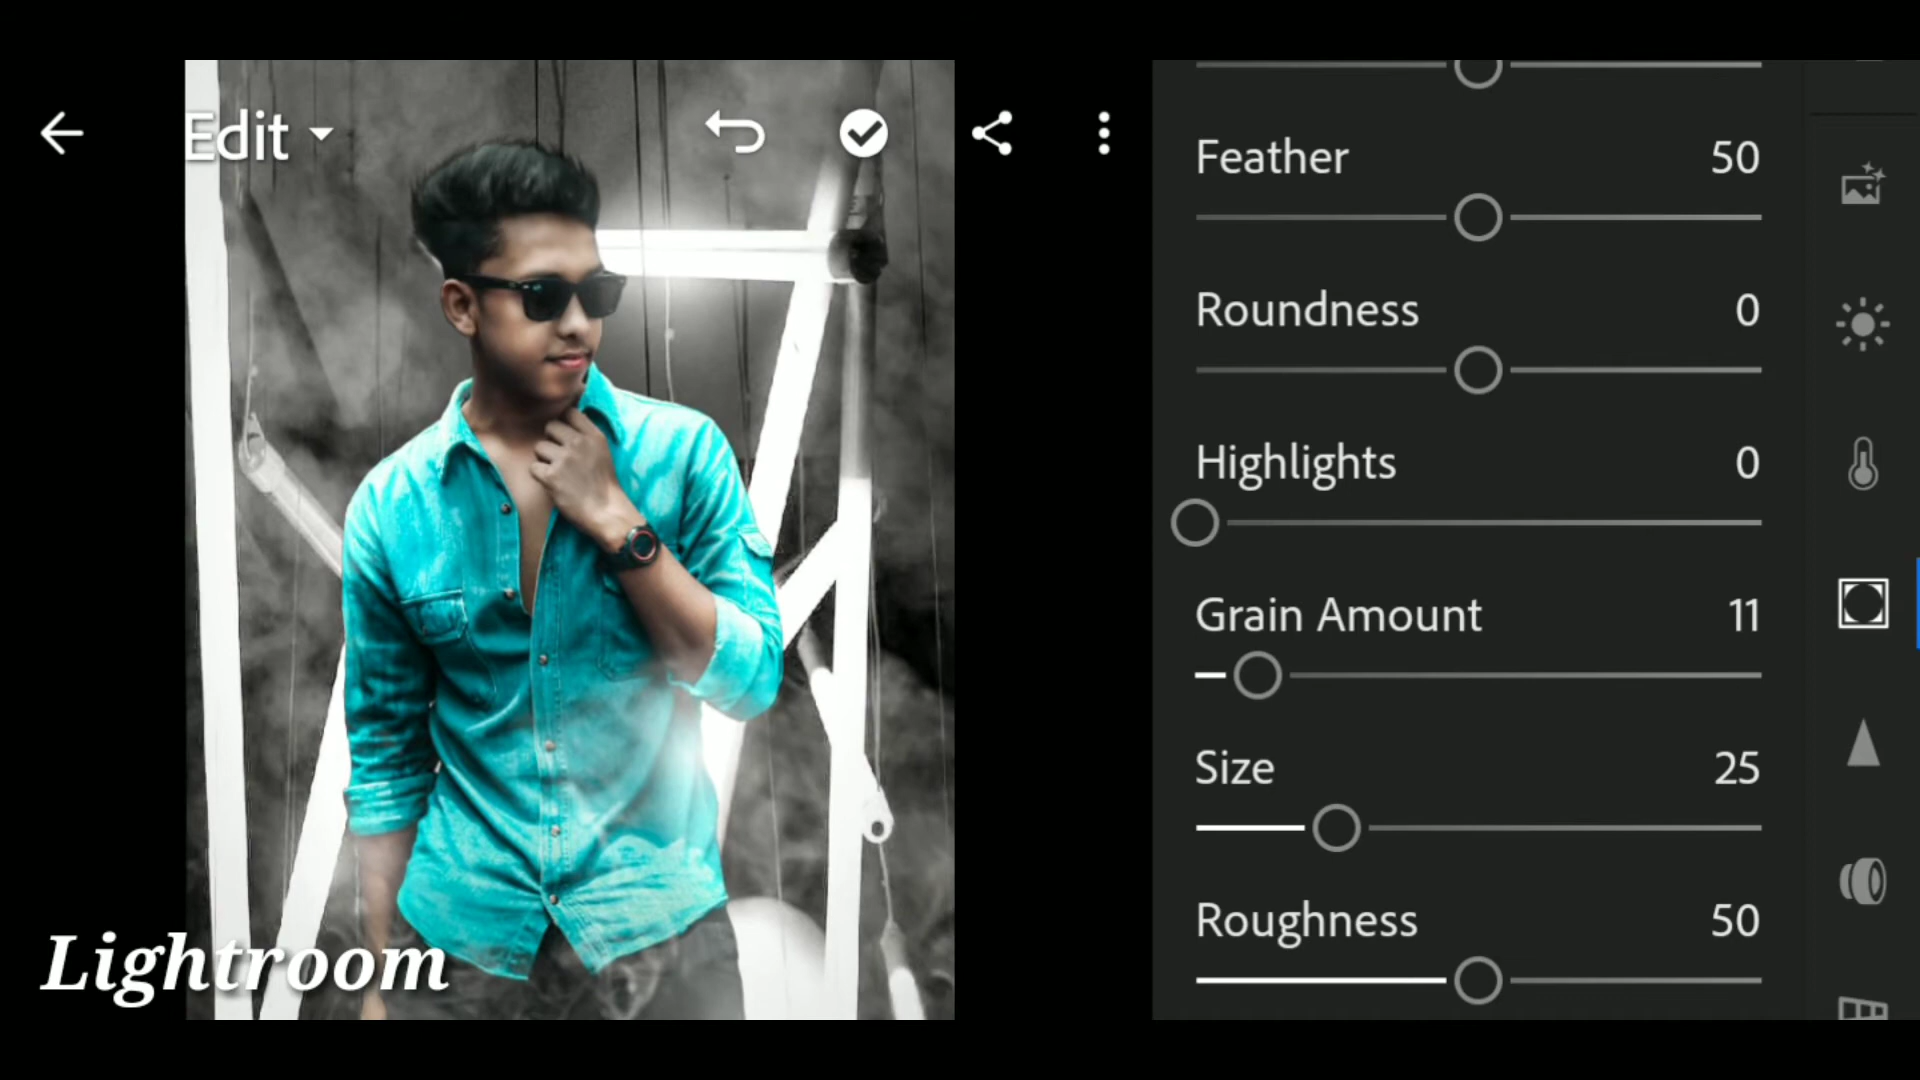 Edit
Feather 50
Roundness 0
Highlights 0
Grain Amount 11
Size 25
Roughness 50
Lightroom